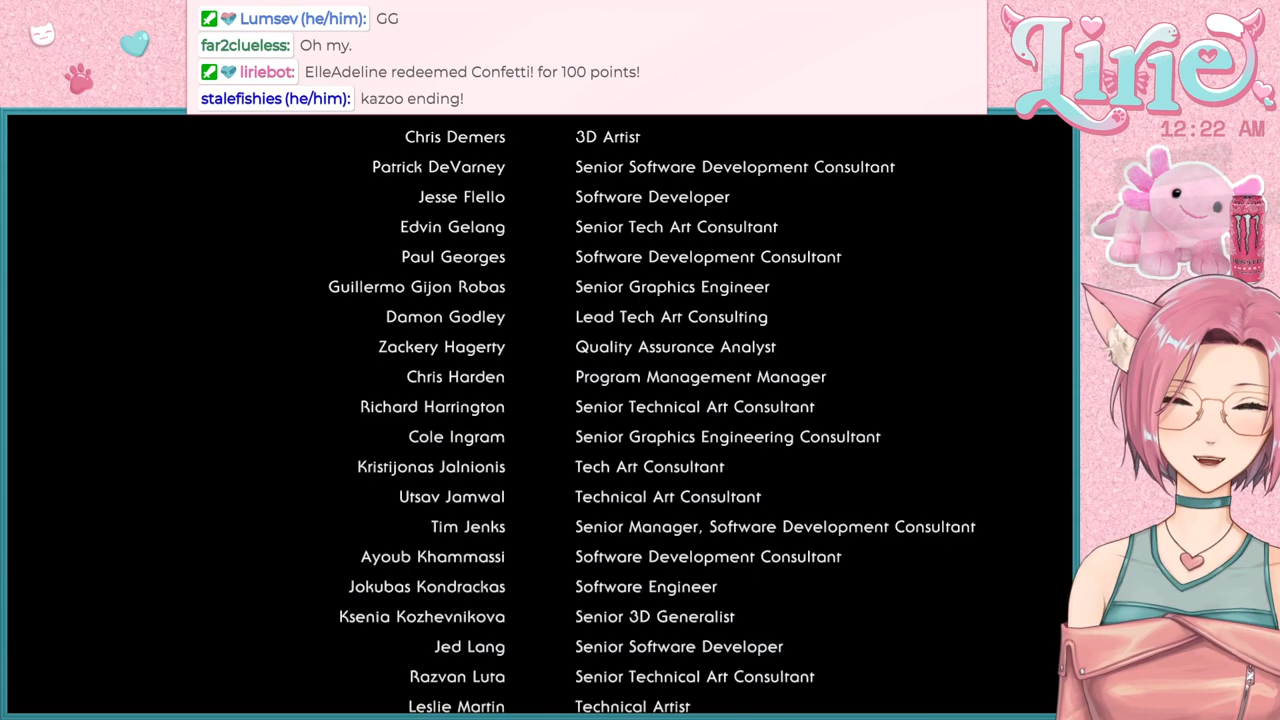 Lumsev (he/him): GG
far2clueless: Oh my.
liriebot: ElleAdeline redeemed Confetti! for 100 points!
stalefishies (he/him): kazoo ending!
Lirie
12:22 AM
Chris Demers 3D Artist
Patrick DeVarney Senior Software Development Consultant
Jesse Flello Software Developer
Edvin Gelang Senior Tech Art Consultant
Paul Georges Software Development Consultant
Guillermo Gijon Robas Senior Graphics Engineer
Damon Godley Lead Tech Art Consulting
Zackery Hagerty Quality Assurance Analyst
Chris Harden Program Management Manager
Richard Harrington Senior Technical Art Consultant
Cole Ingram Senior Graphics Engineering Consultant
Kristijonas Jalnionis Tech Art Consultant
Utsav Jamwal Technical Art Consultant
Tim Jenks Senior Manager, Software Development Consultant
Ayoub Khammassi Software Development Consultant
Jokubas Kondrackas Software Engineer
Ksenia Kozhevnikova Senior 3D Generalist
Jed Lang Senior Software Developer
Razvan Luta Senior Technical Art Consultant
Leslie Martin Technical Artist